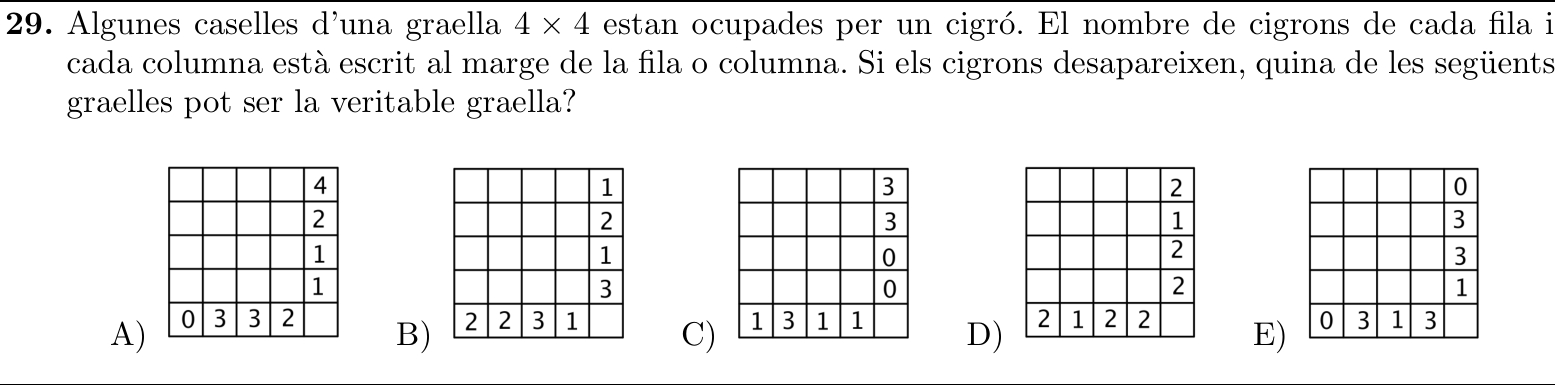 29. Algunes caselles d'una graella 4 × 4 estan ocupades per un cigró. El nombre de cigrons de cada fila i
cada columna està escrit al marge de la fila o columna. Si els cigrons desapareixen, quina de les següents
graelles pot ser la veritable graella?
4 1 3 2 0
2 2 3 1 3
1 1 0 2 3
1 3 0 2 1
A) 0 3 3 2 B) 2 2 3 1 C) 1 3 1 1 D) 2 1 2 2 E) 0 3 1 3